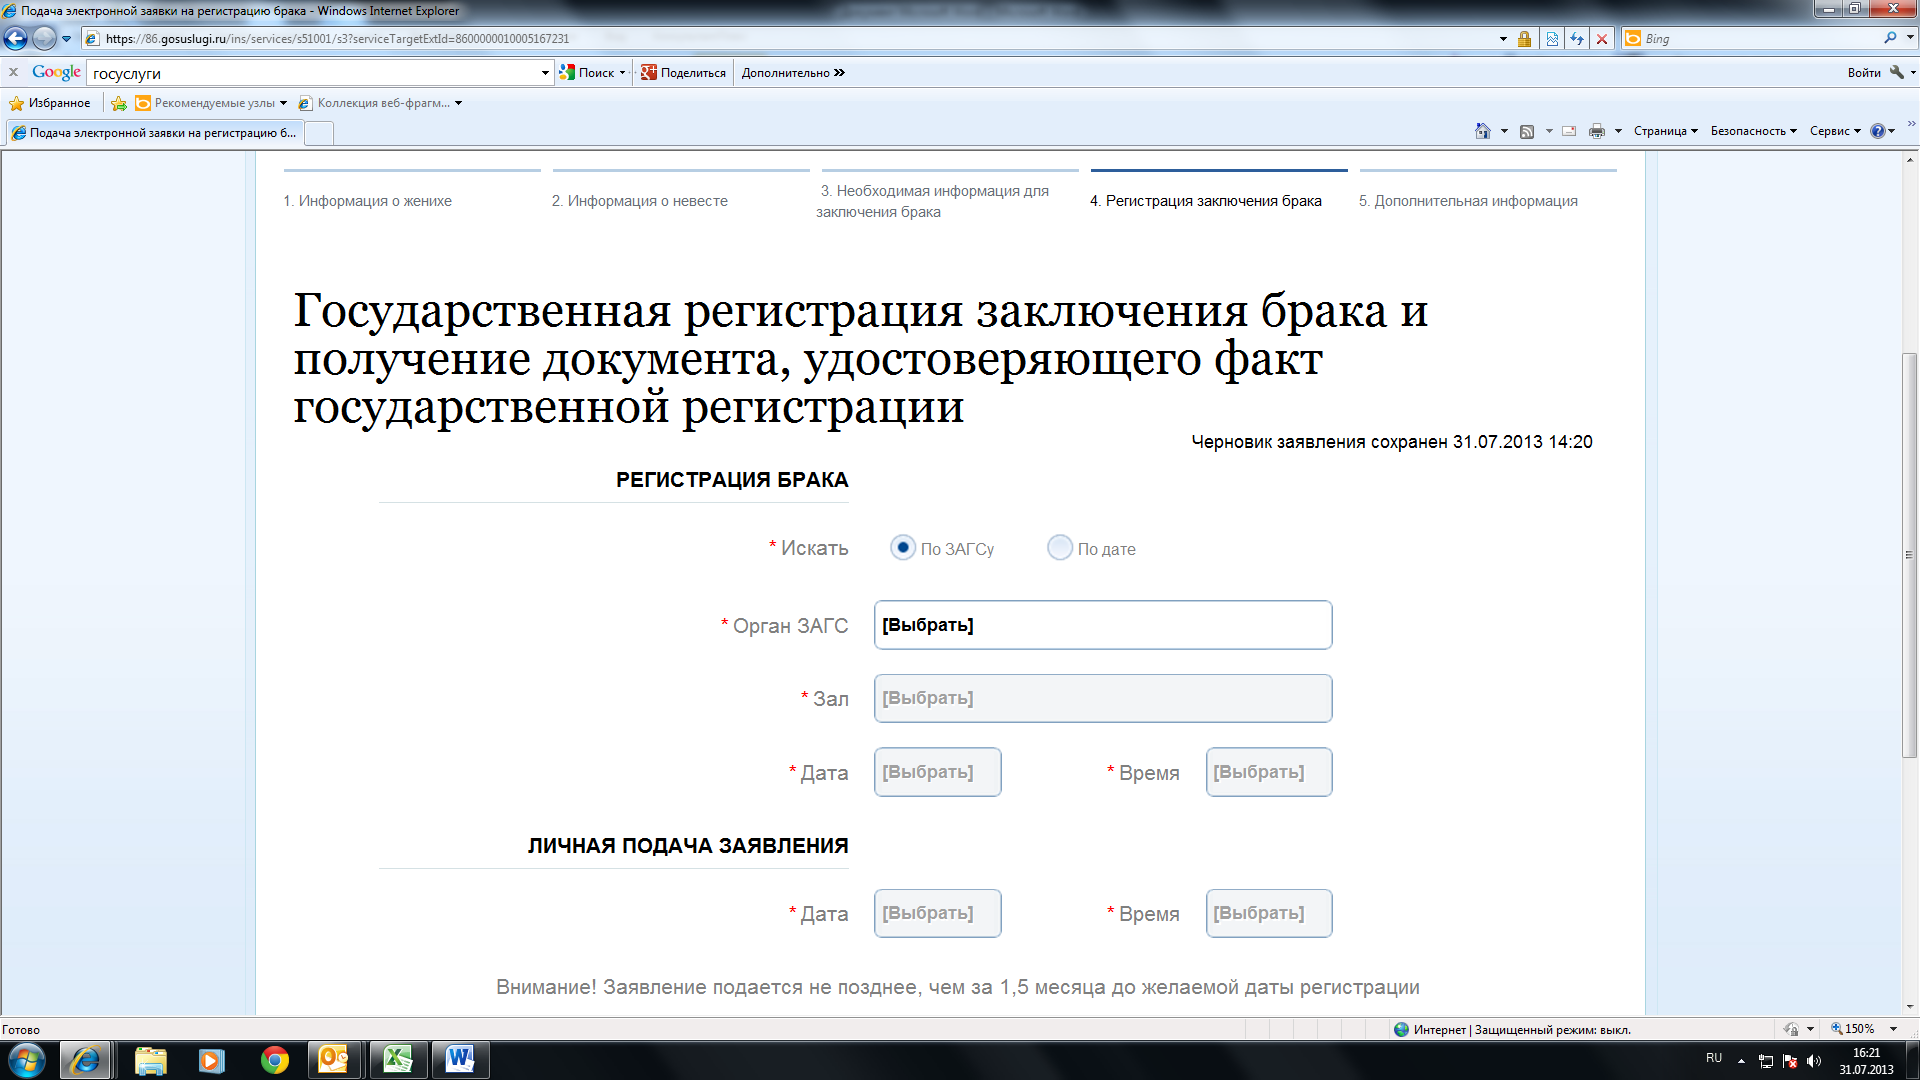 Подача электронной заявки на регистрацию брака - Windows Internet Explorer
https://86.gosuslugi.ru/ins/services/s51001/s3?serviceTargetExtId=8600000010005167231
Bing
Google госуслуги Поиск Поделиться Дополнительно Войти
Избранное Рекомендуемые узлы Коллекция веб-фрагм...
Подача электронной заявки на регистрацию б... Страница Безопасность Сервис
1. Информация о женихе
2. Информация о невесте
3. Необходимая информация для
заключения брака
4. Регистрация заключения брака
5. Дополнительная информация
Государственная регистрация заключения брака и
получение документа, удостоверяющего факт
государственной регистрации
Черновик заявления сохранен 31.07.2013 14:20
РЕГИСТРАЦИЯ БРАКА
* Искать По ЗАГСу По дате
* Орган ЗАГС [Выбрать]
* Зал [Выбрать]
* Дата [Выбрать] * Время [Выбрать]
ЛИЧНАЯ ПОДАЧА ЗАЯВЛЕНИЯ
* Дата [Выбрать] * Время [Выбрать]
Внимание! Заявление подается не позднее, чем за 1,5 месяца до желаемой даты регистрации
Готово Интернет | Защищенный режим: выкл. 150%
RU 16:21
31.07.2013